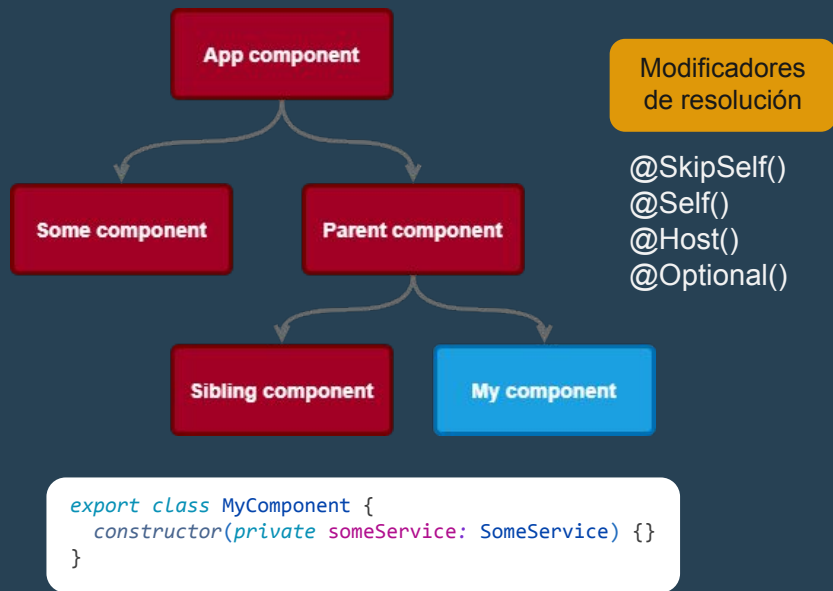 App component
Modificadores
de resolución
@SkipSelf()
@Self()
@Host()
@Optional()
Some component
Parent component
Sibling component
My component
export class MyComponent {
constructor(private someService: SomeService) {}
}